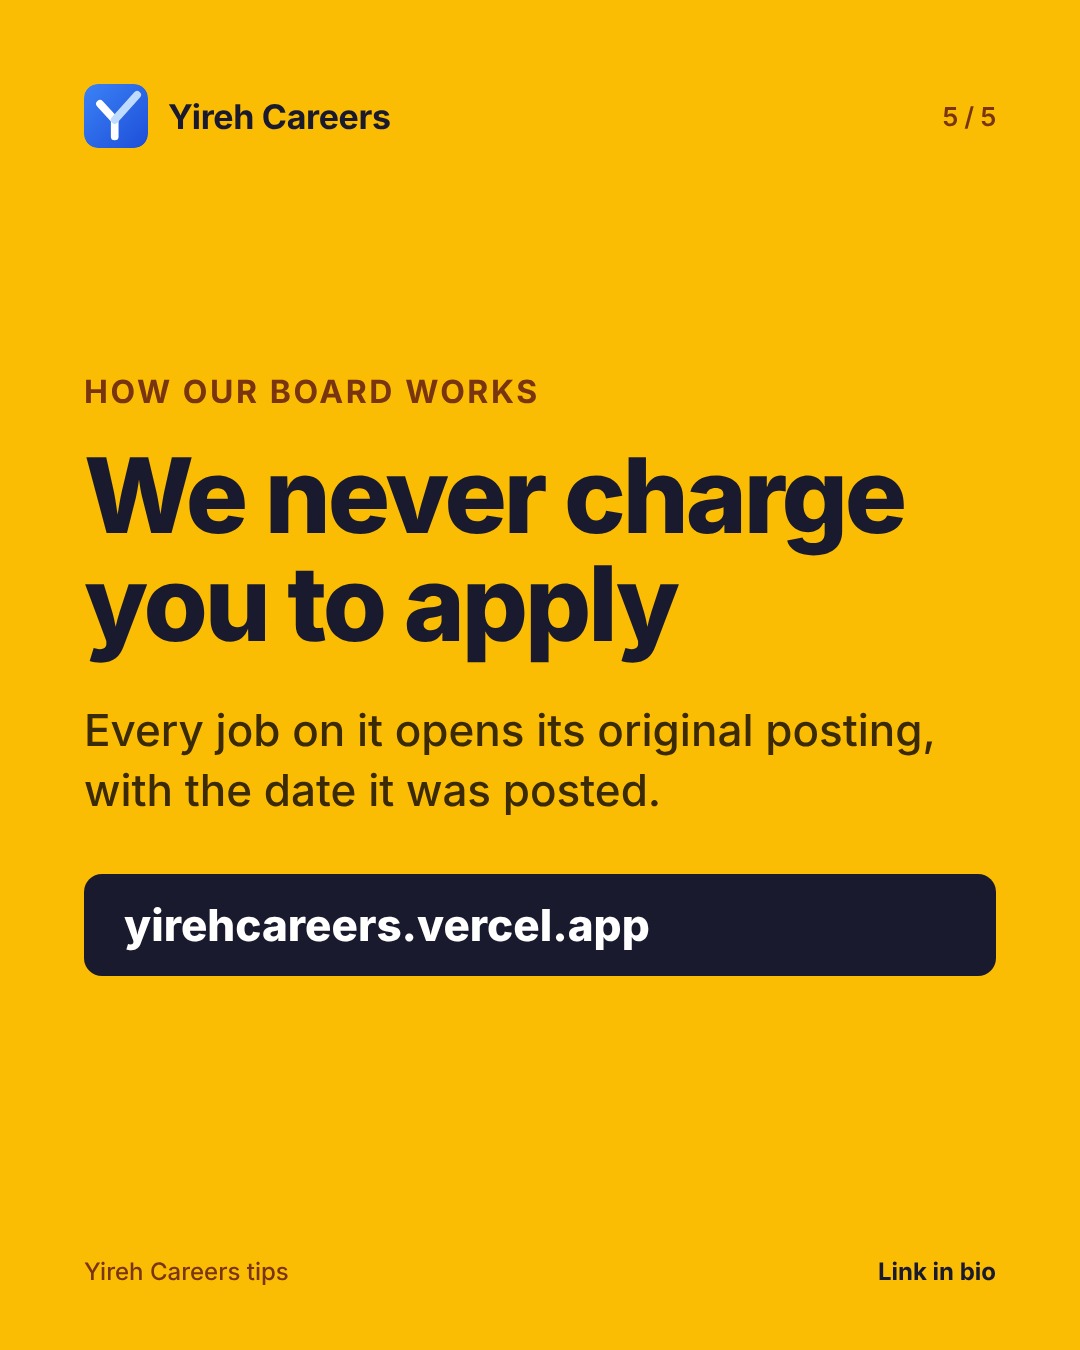 Yireh Careers
5 / 5
HOW OUR BOARD WORKS
We never charge
you to apply
Every job on it opens its original posting,
with the date it was posted.
yirehcareers.vercel.app
Yireh Careers tips
Link in bio